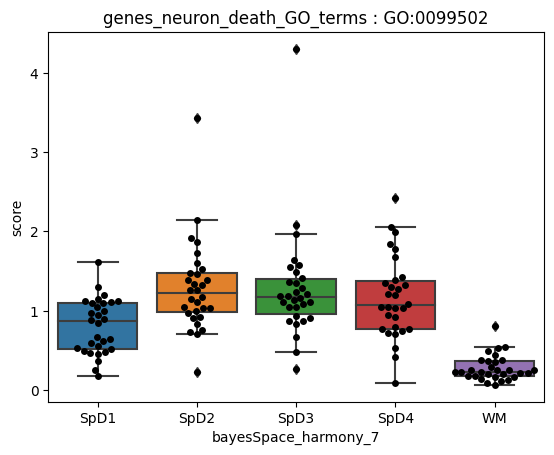 genes_neuron_death_GO_terms : GO:0099502
score
4
3
2
1
0
SpD1 SpD2 SpD3 SpD4 WM
bayesSpace_harmony_7